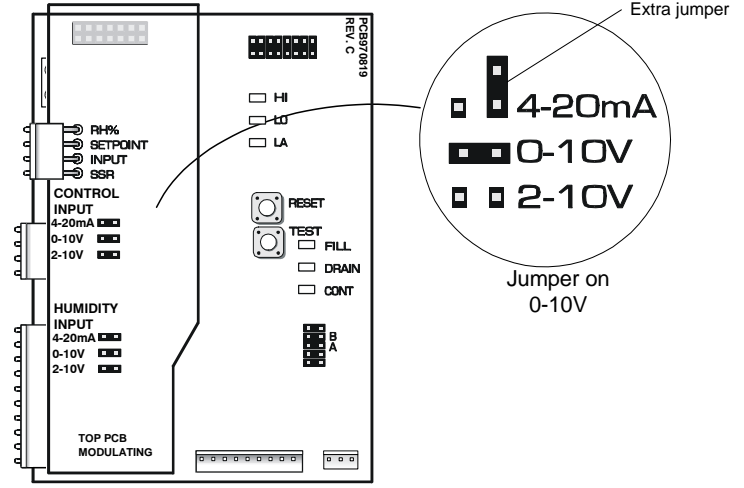 Extra jumper
PCB970819
REV. C
HI
LO
LA
RH%
SETPOINT
INPUT
SSR
CONTROL
INPUT
4-20mA
0-10V
2-10V
RESET
TEST
FILL
DRAIN
CONT
HUMIDITY
INPUT
4-20mA
0-10V
2-10V
B
A
TOP PCB
MODULATING
4-20mA
0-10V
2-10V
Jumper on
0-10V